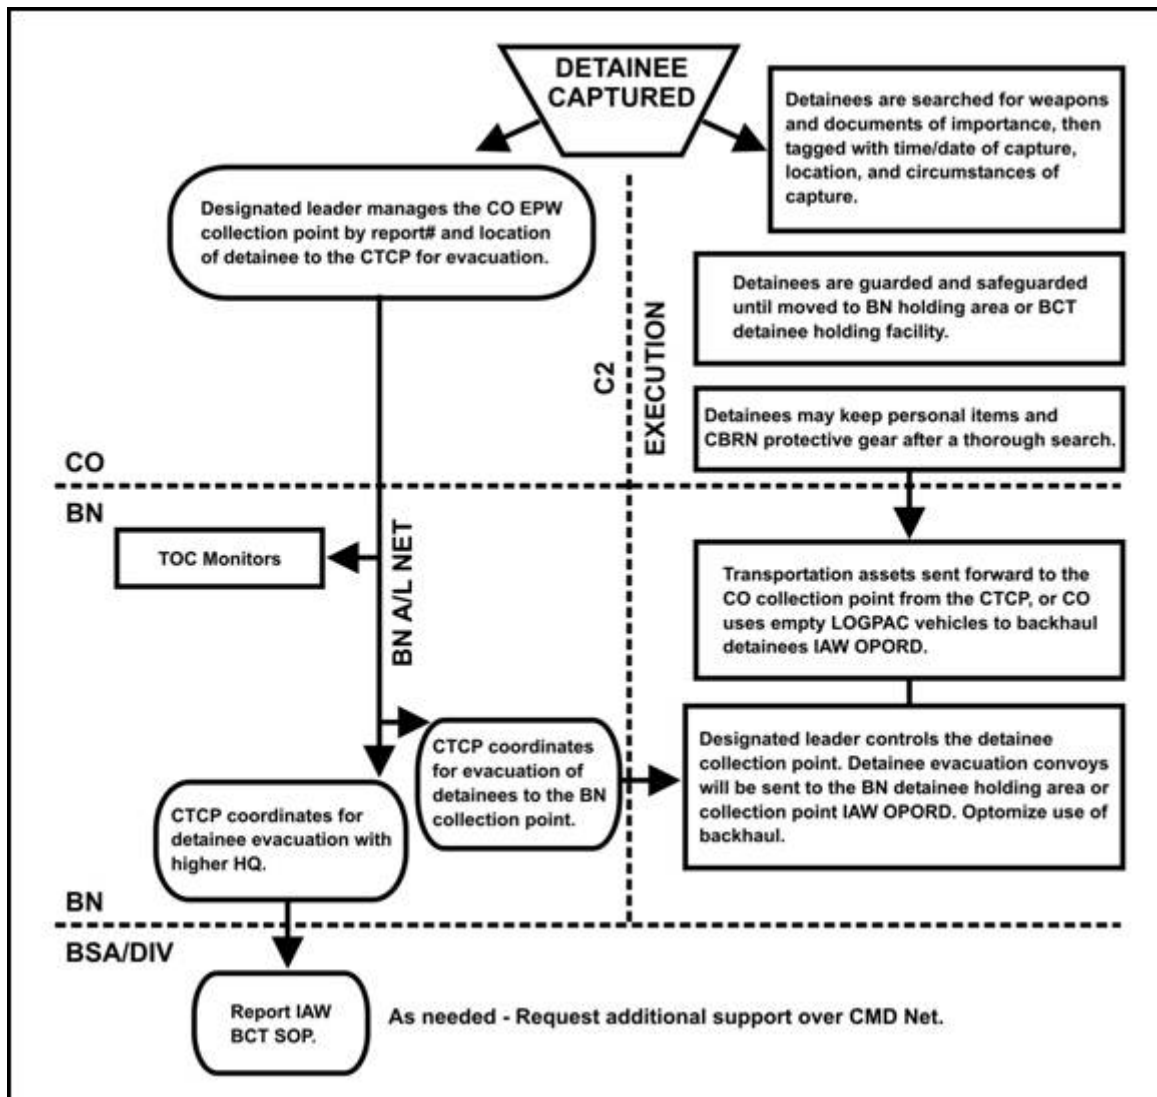 DETAINEE
CAPTURED
Detainees are searched for weapons
and documents of importance, then
tagged with time/date of capture,
location, and circumstances of
capture.
Designated leader manages the CO EPW
collection point by report# and location
of detainee to the CTCP for evacuation.
Detainees are guarded and safeguarded
until moved to BN holding area or BCT
detainee holding facility.
C2
EXECUTION
Detainees may keep personal items and
CBRN protective gear after a thorough search.
CO
BN
TOC Monitors
BN A/L NET
Transportation assets sent forward to the
CO collection point from the CTCP, or CO
uses empty LOGPAC vehicles to backhaul
detainees IAW OPORD.
CTCP coordinates
for evacuation of
detainees to the BN
collection point.
Designated leader controls the detainee
collection point. Detainee evacuation convoys
will be sent to the BN detainee holding area or
collection point IAW OPORD. Optomize use of
backhaul.
CTCP coordinates for
detainee evacuation with
higher HQ.
BN
BSA/DIV
Report IAW
BCT SOP.
As needed - Request additional support over CMD Net.